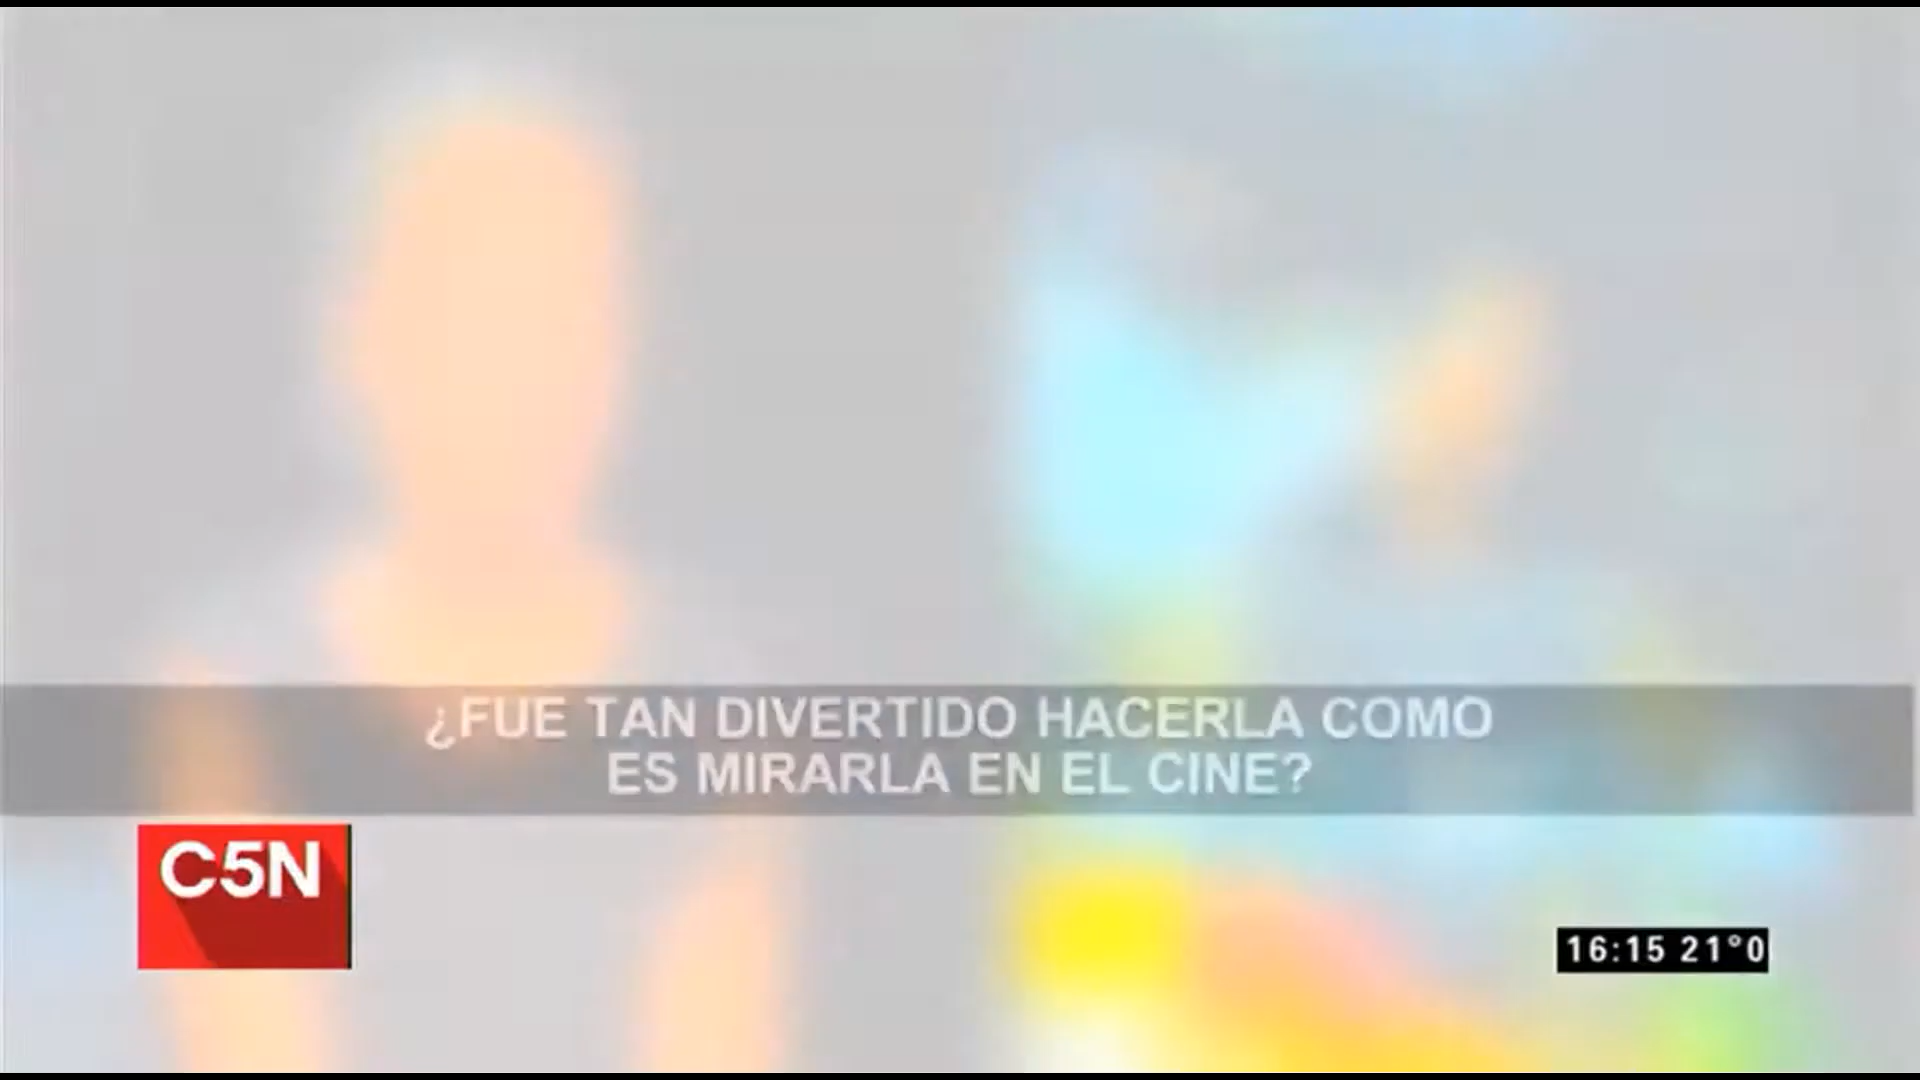 ¿FUE TAN DIVERTIDO HACERLA COMO
ES MIRARLA EN EL CINE?
C5N
16:15 21°0